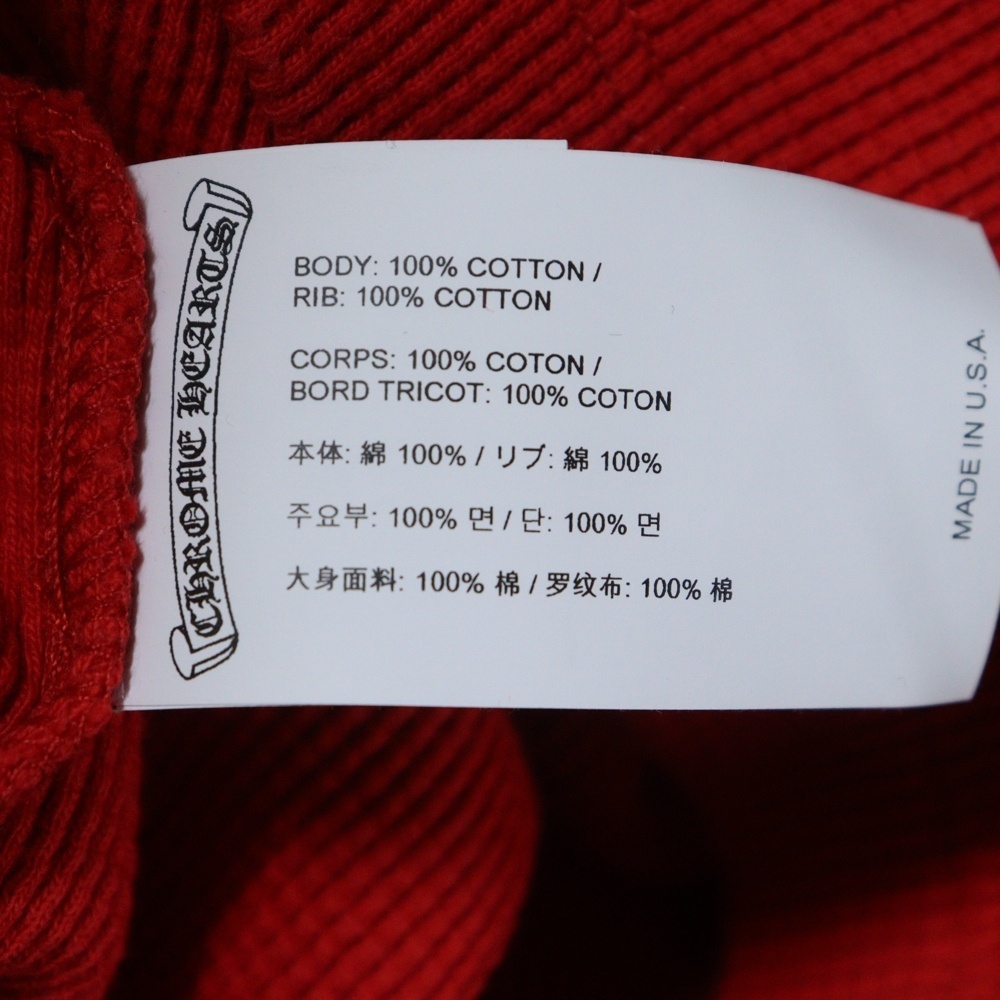 CHROME HEARTS
BODY: 100% COTTON /
RIB: 100% COTTON
CORPS: 100% COTON /
BORD TRICOT: 100% COTON
本体: 綿 100% / リブ: 綿 100%
주요부: 100% 면 / 단: 100% 면
大身面料: 100% 棉 / 罗纹布: 100% 棉
MADE IN U.S.A.